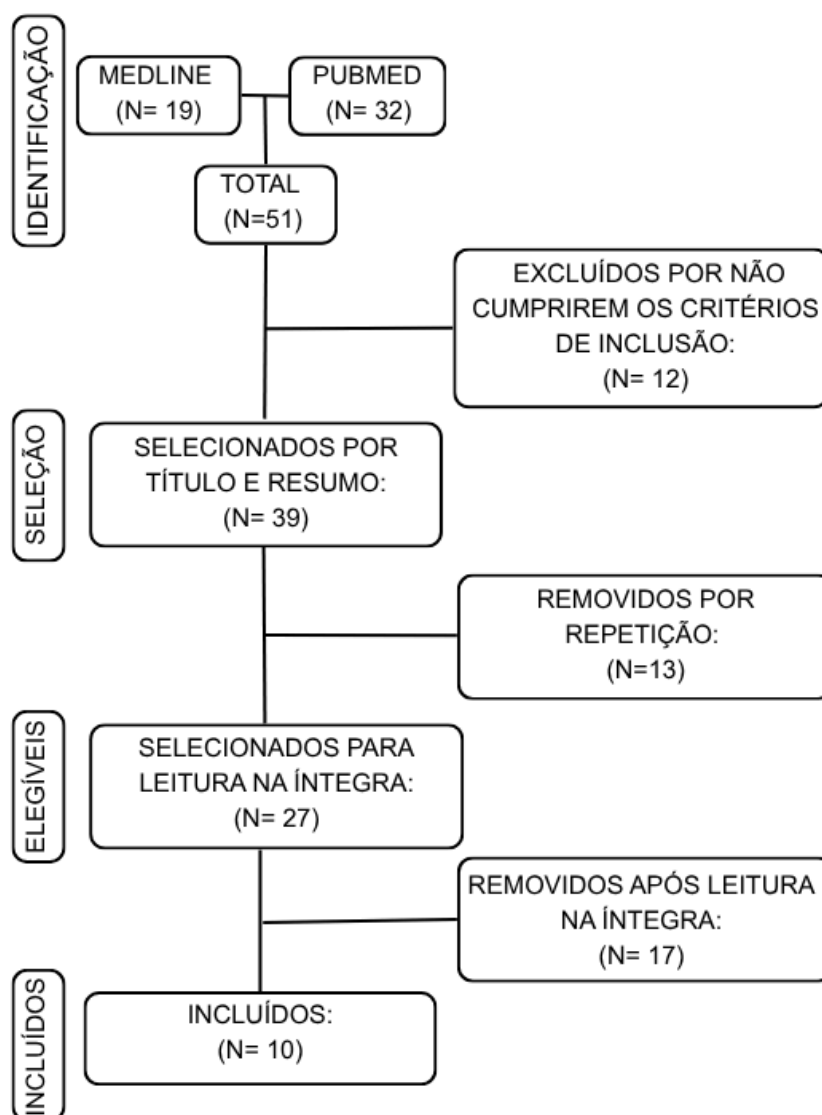 IDENTIFICAÇÃO
MEDLINE
(N= 19)
PUBMED
(N= 32)
TOTAL
(N=51)
EXCLUÍDOS POR NÃO
CUMPRIREM OS CRITÉRIOS
DE INCLUSÃO:
(N= 12)
SELEÇÃO
SELECIONADOS POR
TÍTULO E RESUMO:
(N= 39)
REMOVIDOS POR
REPETIÇÃO:
(N=13)
ELEGÍVEIS
SELECIONADOS PARA
LEITURA NA ÍNTEGRA:
(N= 27)
REMOVIDOS APÓS LEITURA
NA ÍNTEGRA:
(N= 17)
INCLUÍDOS
INCLUÍDOS:
(N= 10)